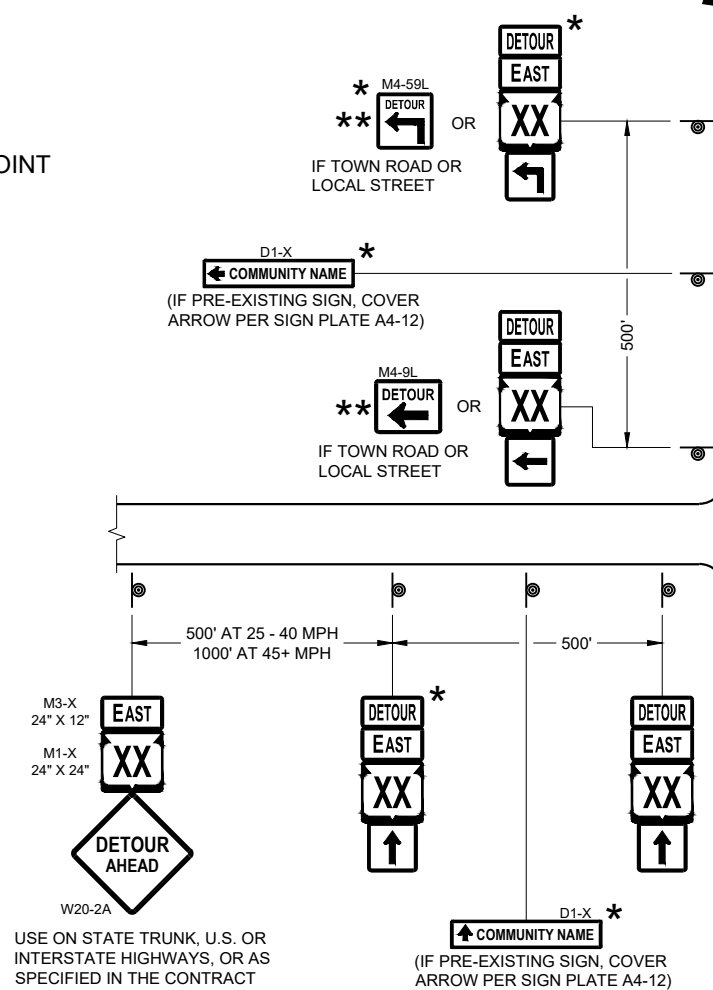 DETOUR *
EAST
XX
* M4-59L
DETOUR
**
OR
IF TOWN ROAD OR
LOCAL STREET
OINT
D1-X *
COMMUNITY NAME
(IF PRE-EXISTING SIGN, COVER
ARROW PER SIGN PLATE A4-12)
500'
DETOUR
EAST
XX
M4-9L
DETOUR
**
OR
IF TOWN ROAD OR
LOCAL STREET
500' AT 25 - 40 MPH
1000' AT 45+ MPH
500'
M3-X
24" X 12"
EAST
M1-X
24" X 24"
XX
DETOUR
AHEAD
W20-2A
USE ON STATE TRUNK, U.S. OR
INTERSTATE HIGHWAYS, OR AS
SPECIFIED IN THE CONTRACT
DETOUR *
EAST
XX
D1-X *
COMMUNITY NAME
(IF PRE-EXISTING SIGN, COVER
ARROW PER SIGN PLATE A4-12)
DETOUR
EAST
XX